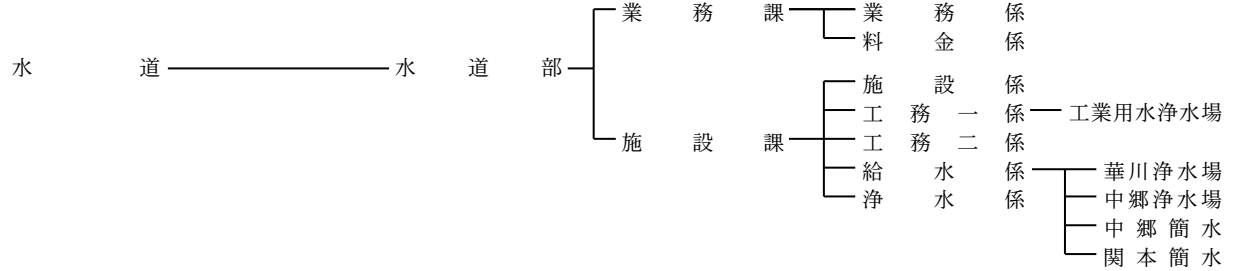 業務課 業務係
料金係
水道 水道部
施設係
工務一係 工業用水浄水場
施設課 工務二係
給水係 華川浄水場
浄水係 中郷浄水場
中郷簡水
関本簡水